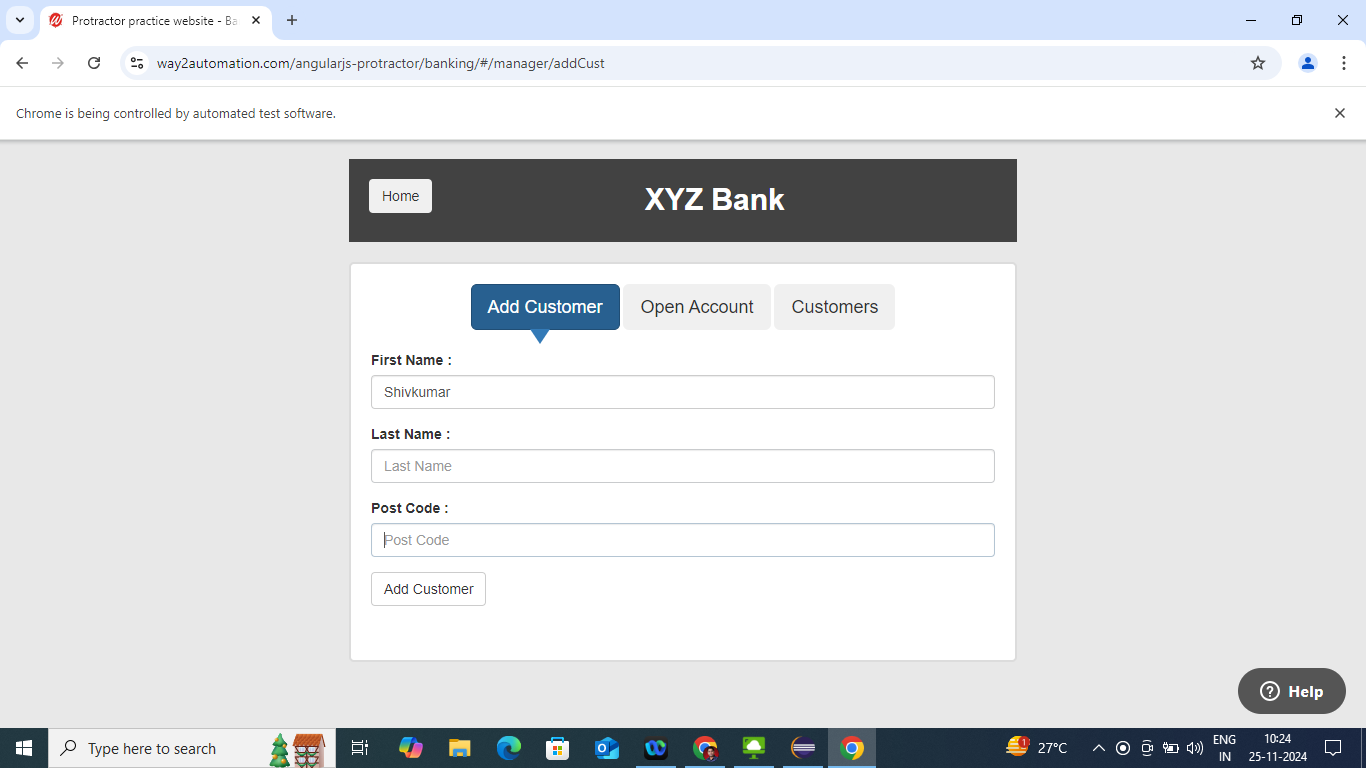 Protractor practice website - Ba
way2automation.com/angularjs-protractor/banking/#/manager/addCust
Chrome is being controlled by automated test software.
Home
XYZ Bank
Add Customer
Open Account
Customers
First Name :
Shivkumar
Last Name :
Last Name
Post Code :
Post Code
Add Customer
Help
Type here to search
1
27°C
ENG
IN
10:24
25-11-2024